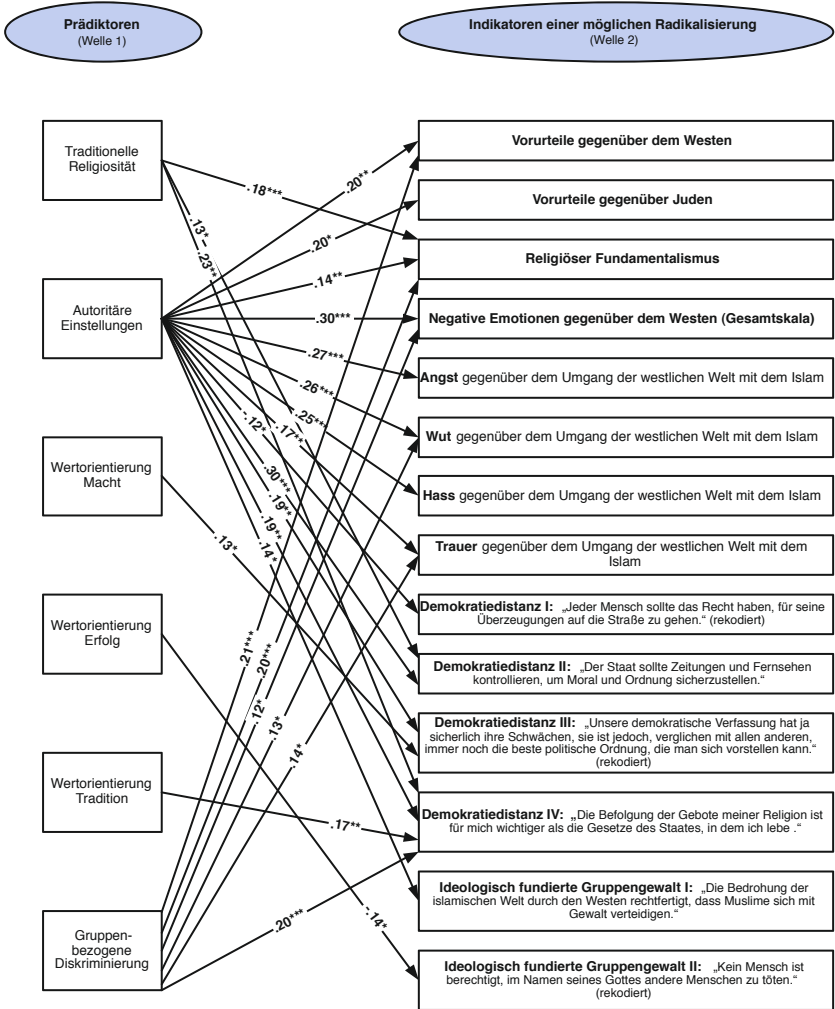 Prädiktoren
(Welle 1)
Indikatoren einer möglichen Radikalisierung
(Welle 2)
Traditionelle
Religiosität
Autoritäre
Einstellungen
Wertorientierung
Macht
Wertorientierung
Erfolg
Wertorientierung
Tradition
Gruppen-
bezogene
Diskriminierung
.20**
.18***
.13*
.23**
.20*
.14**
.30***
.27***
.26***
.25***
-.12*
.17**
.30***
.19**
.19**
.14*
.13*
.21***
.20***
.12*
.13*
.14*
.17**
.20***
-.14*
Vorurteile gegenüber dem Westen
Vorurteile gegenüber Juden
Religiöser Fundamentalismus
Negative Emotionen gegenüber dem Westen (Gesamtskala)
Angst gegenüber dem Umgang der westlichen Welt mit dem Islam
Wut gegenüber dem Umgang der westlichen Welt mit dem Islam
Hass gegenüber dem Umgang der westlichen Welt mit dem Islam
Trauer gegenüber dem Umgang der westlichen Welt mit dem
Islam
Demokratiedistanz I: „Jeder Mensch sollte das Recht haben, für seine
Überzeugungen auf die Straße zu gehen.“ (rekodiert)
Demokratiedistanz II: „Der Staat sollte Zeitungen und Fernsehen
kontrollieren, um Moral und Ordnung sicherzustellen.“
Demokratiedistanz III: „Unsere demokratische Verfassung hat ja
sicherlich ihre Schwächen, sie ist jedoch, verglichen mit allen anderen,
immer noch die beste politische Ordnung, die man sich vorstellen kann.“
(rekodiert)
Demokratiedistanz IV: „Die Befolgung der Gebote meiner Religion ist
für mich wichtiger als die Gesetze des Staates, in dem ich lebe .“
Ideologisch fundierte Gruppengewalt I: „Die Bedrohung der
islamischen Welt durch den Westen rechtfertigt, dass Muslime sich mit
Gewalt verteidigen.“
Ideologisch fundierte Gruppengewalt II: „Kein Mensch ist
berechtigt, im Namen seines Gottes andere Menschen zu töten.“
(rekodiert)